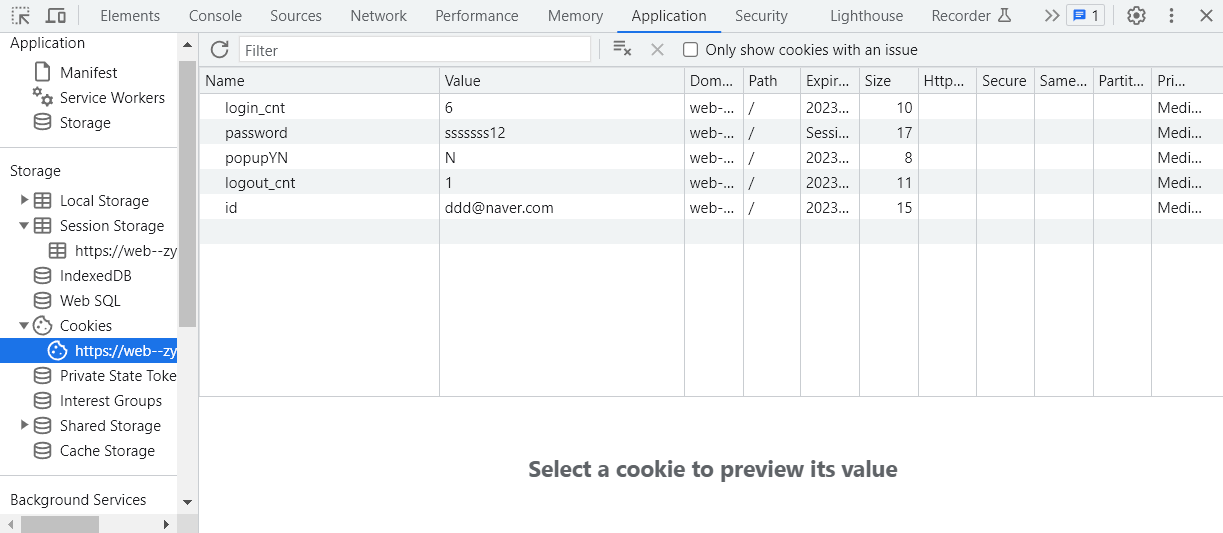 Elements Console Sources Network Performance Memory Application Security Lighthouse Recorder 1
Application
Manifest
Service Workers
Storage
Storage
Local Storage
Session Storage
https://web--zy
IndexedDB
Web SQL
Cookies
https://web--zy
Private State Toke
Interest Groups
Shared Storage
Cache Storage
Background Services
Filter Only show cookies with an issue
Name Value Dom... Path Expir... Size Http... Secure Same... Partit... Pri...
login_cnt 6 web-... / 2023... 10 Medi...
password sssssss12 web-... / Sessi... 17 Medi...
popupYN N web-... / 2023... 8 Medi...
logout_cnt 1 web-... / 2023... 11 Medi...
id ddd@naver.com web-... / 2023... 15 Medi...
Select a cookie to preview its value